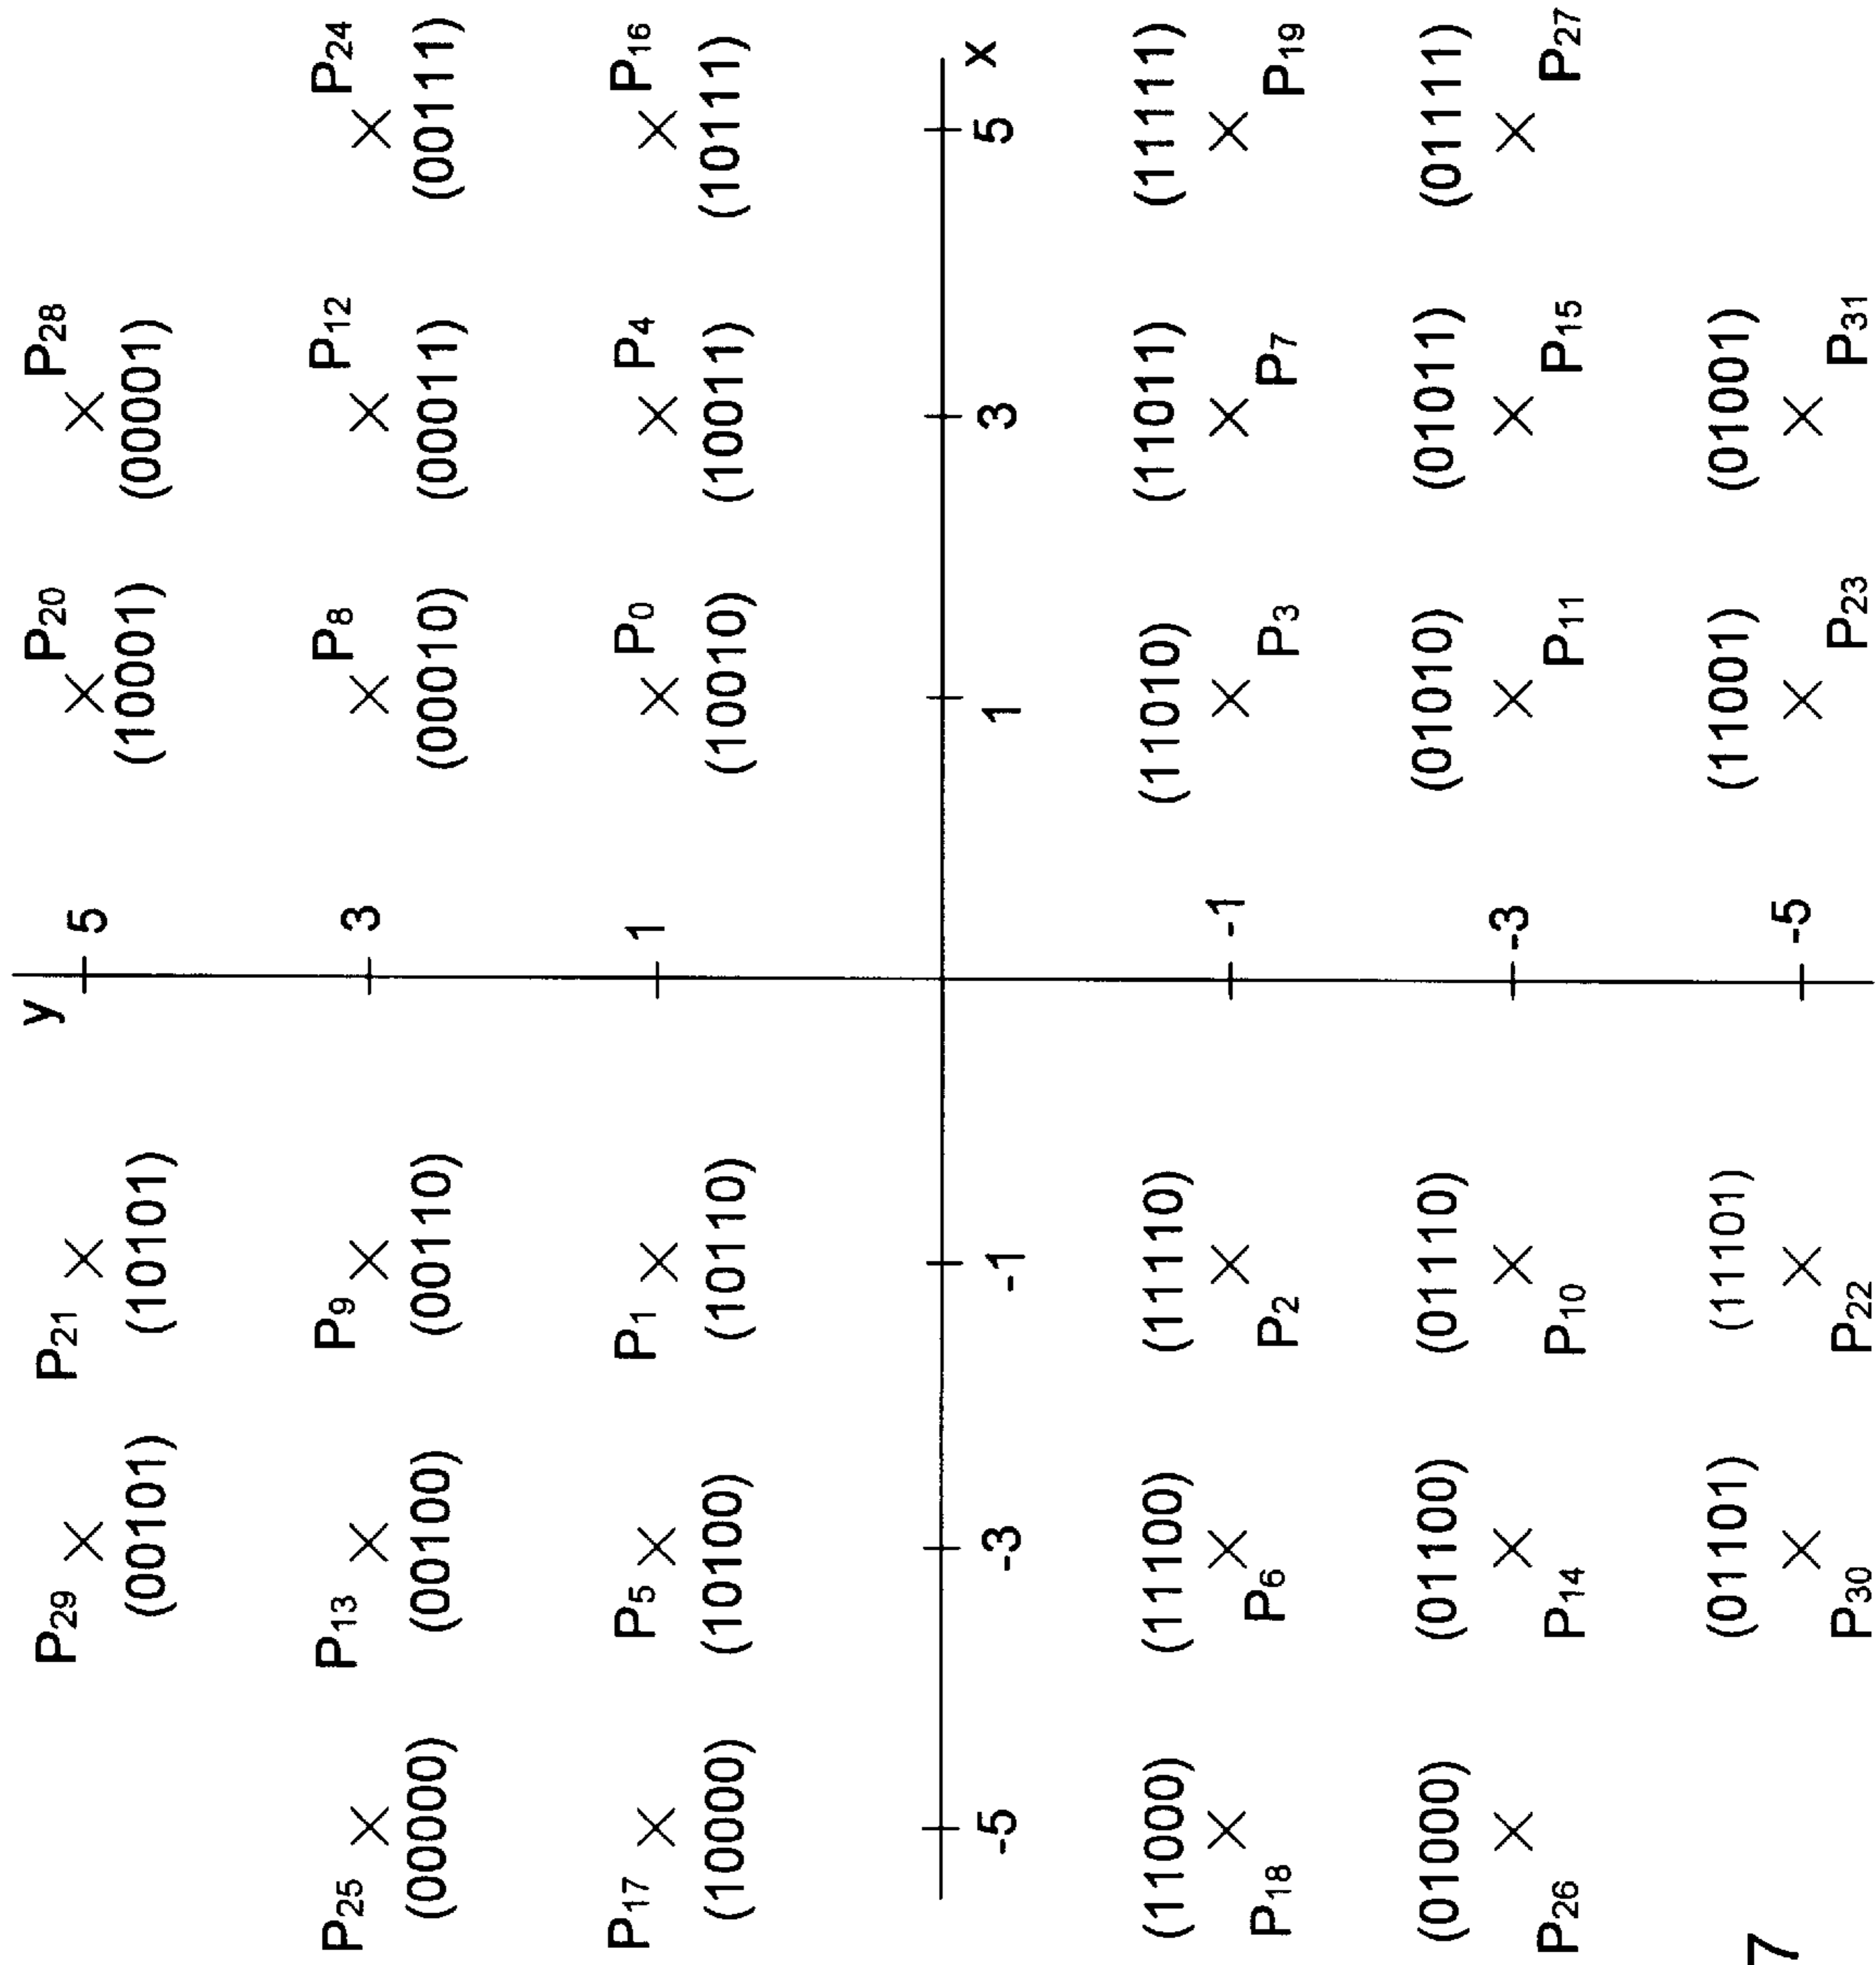 P29 P21 y P20 P28
5
(00101) (10101) (10001) (00001)
P25 P13 P9 3 P8 P12 P24
(00000) (00100) (00110) (00010) (00011) (00111)
P17 P5 P1 1 P0 P4 P16
(10000) (10100) (10110) (10010) (10011) (10111)
-5 -3 -1 1 3 5 x
(11000) (11100) (11110) (11010) (11011) (11111)
-1
P18 P6 P2 P3 P7 P19
(01000) (01100) (01110) (01010) (01011) (01111)
-3
P26 P14 P10 P11 P15 P27
(01101) (11101) (11001) (01001)
-5
P30 P22 P23 P31
7